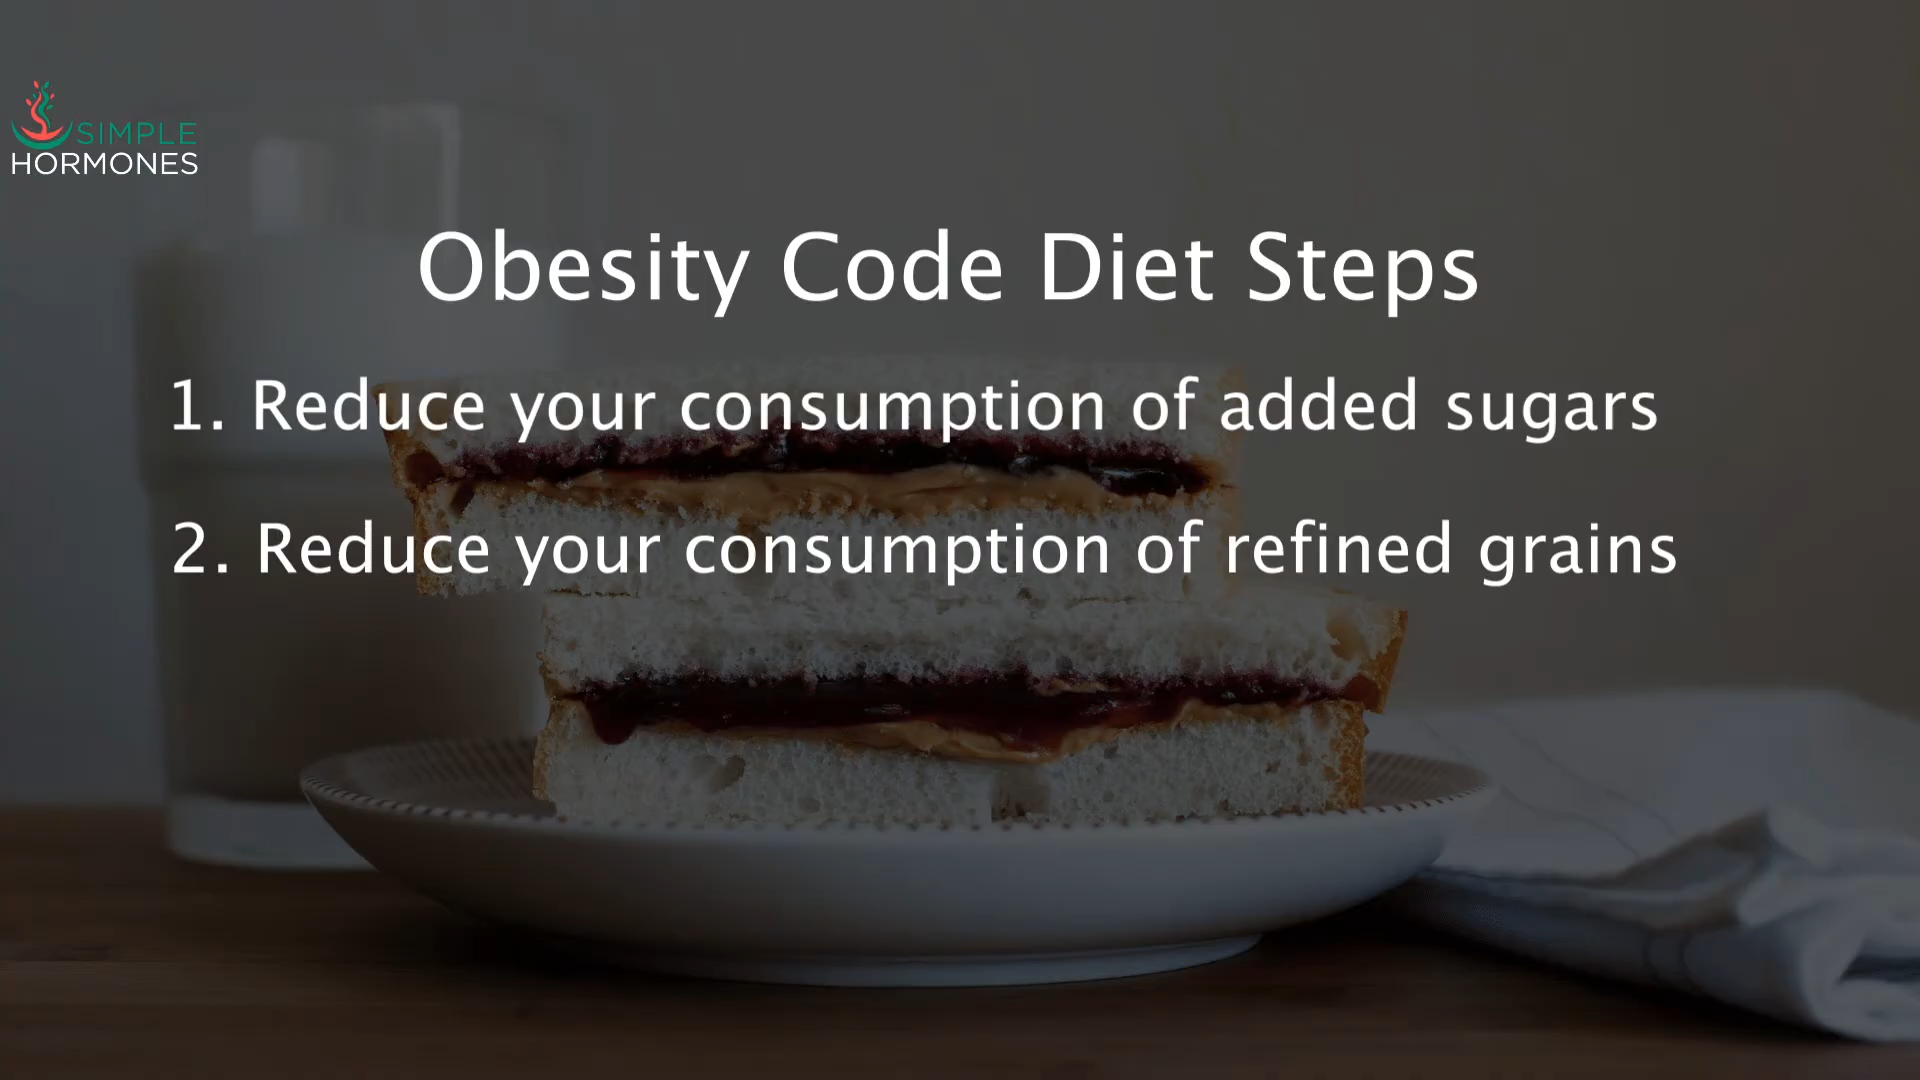 SIMPLE
HORMONES
Obesity Code Diet Steps
1. Reduce your consumption of added sugars
2. Reduce your consumption of refined grains